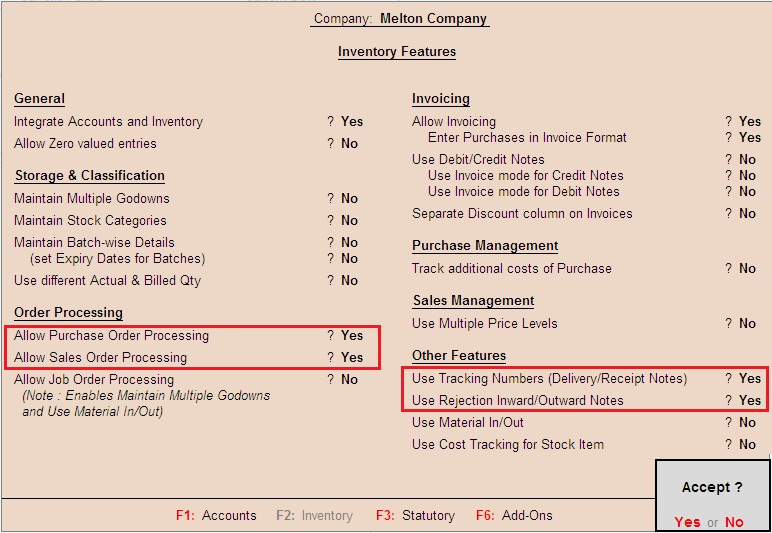 Company: Melton Company
Inventory Features
General
Integrate Accounts and Inventory ? Yes
Allow Zero valued entries ? No
Storage & Classification
Maintain Multiple Godowns ? No
Maintain Stock Categories ? No
Maintain Batch-wise Details ? No
(set Expiry Dates for Batches) ? No
Use different Actual & Billed Qty ? No
Order Processing
Allow Purchase Order Processing ? Yes
Allow Sales Order Processing ? Yes
Allow Job Order Processing ? No
(Note : Enables Maintain Multiple Godowns
and Use Material In/Out)
Invoicing
Allow Invoicing ? Yes
Enter Purchases in Invoice Format ? Yes
Use Debit/Credit Notes ? No
Use Invoice mode for Credit Notes ? No
Use Invoice mode for Debit Notes ? No
Separate Discount column on Invoices ? No
Purchase Management
Track additional costs of Purchase ? No
Sales Management
Use Multiple Price Levels ? No
Other Features
Use Tracking Numbers (Delivery/Receipt Notes) ? Yes
Use Rejection Inward/Outward Notes ? Yes
Use Material In/Out ? No
Use Cost Tracking for Stock Item ? No
F1: Accounts F2: Inventory F3: Statutory F6: Add-Ons
Accept ?
Yes or No